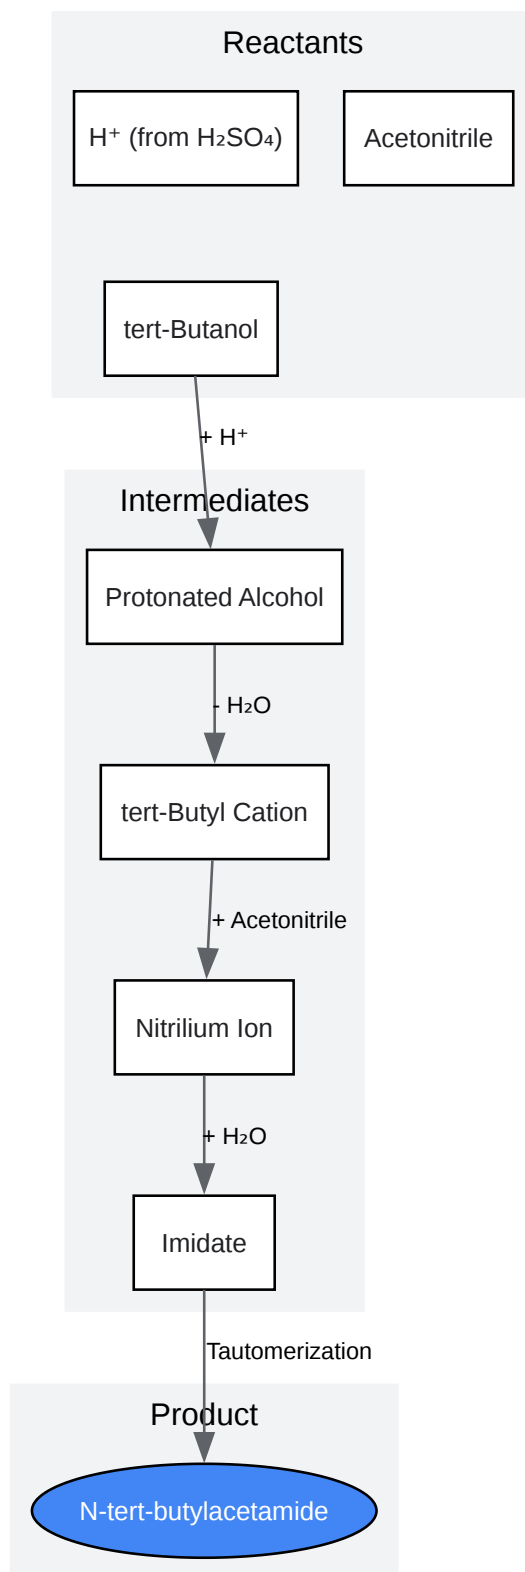 Reactants
H⁺ (from H₂SO₄)
Acetonitrile
tert-Butanol
+ H⁺
Intermediates
Protonated Alcohol
- H₂O
tert-Butyl Cation
+ Acetonitrile
Nitrilium Ion
+ H₂O
Imidate
Tautomerization
Product
N-tert-butylacetamide